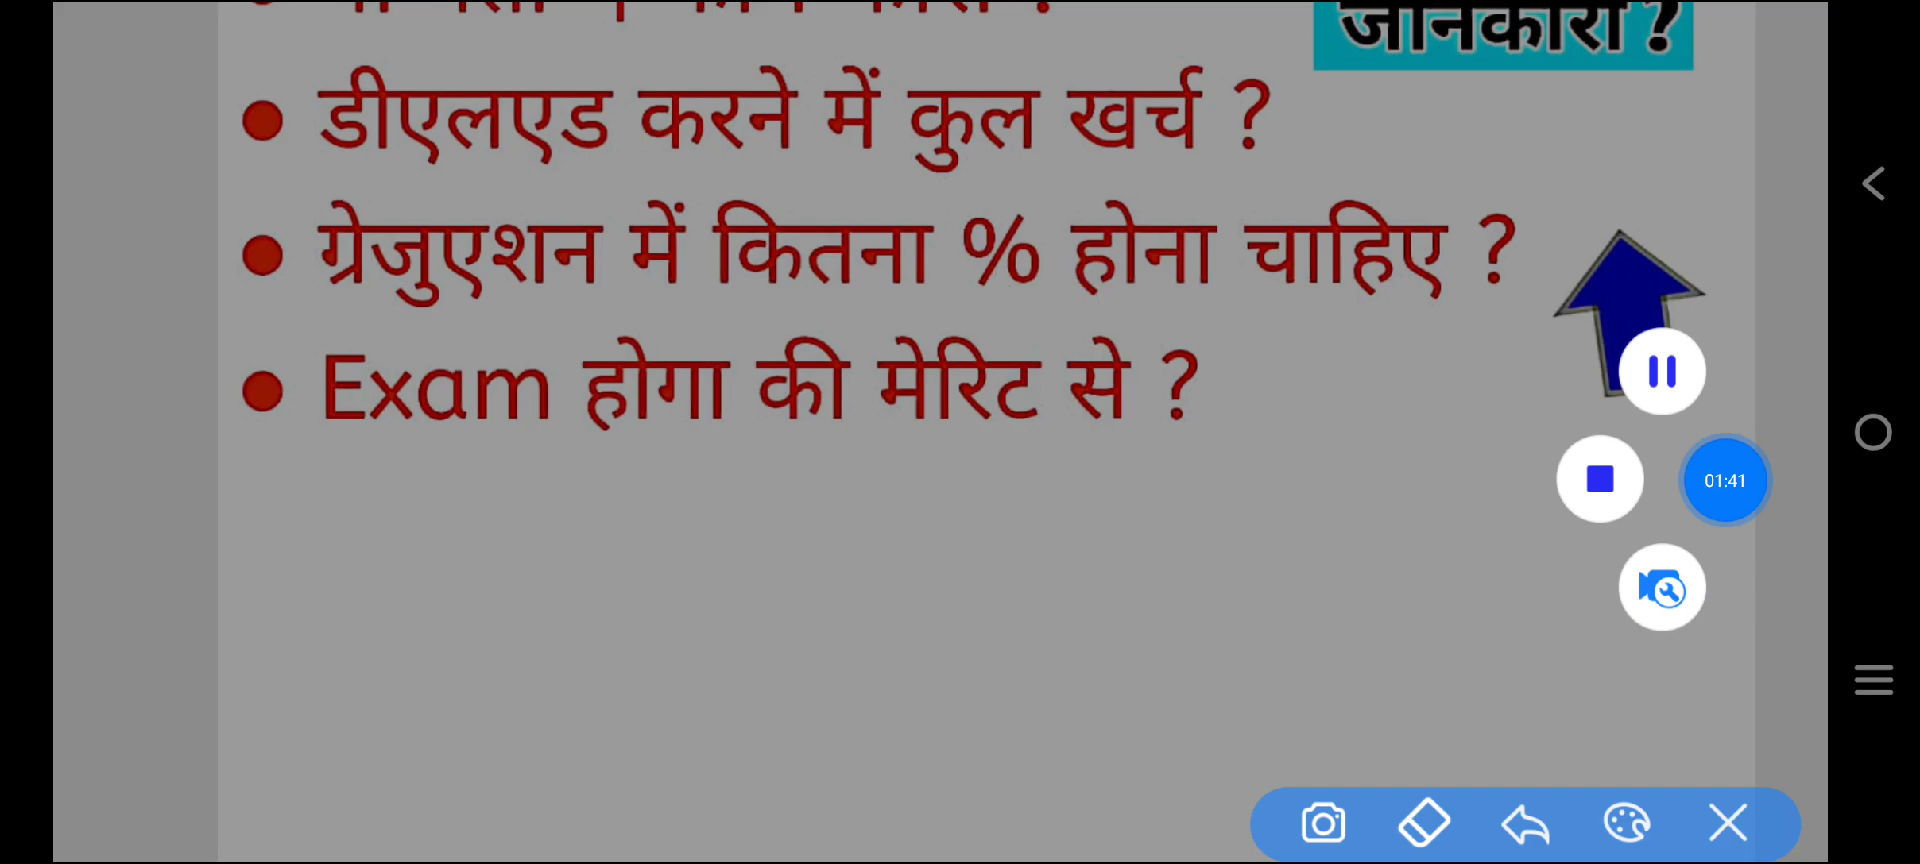 जानकारी ?
• डीएलएड करने में कुल खर्च ?
• ग्रेजुएशन में कितना % होना चाहिए ?
• Exam होगा की मेरिट से ?
01:41